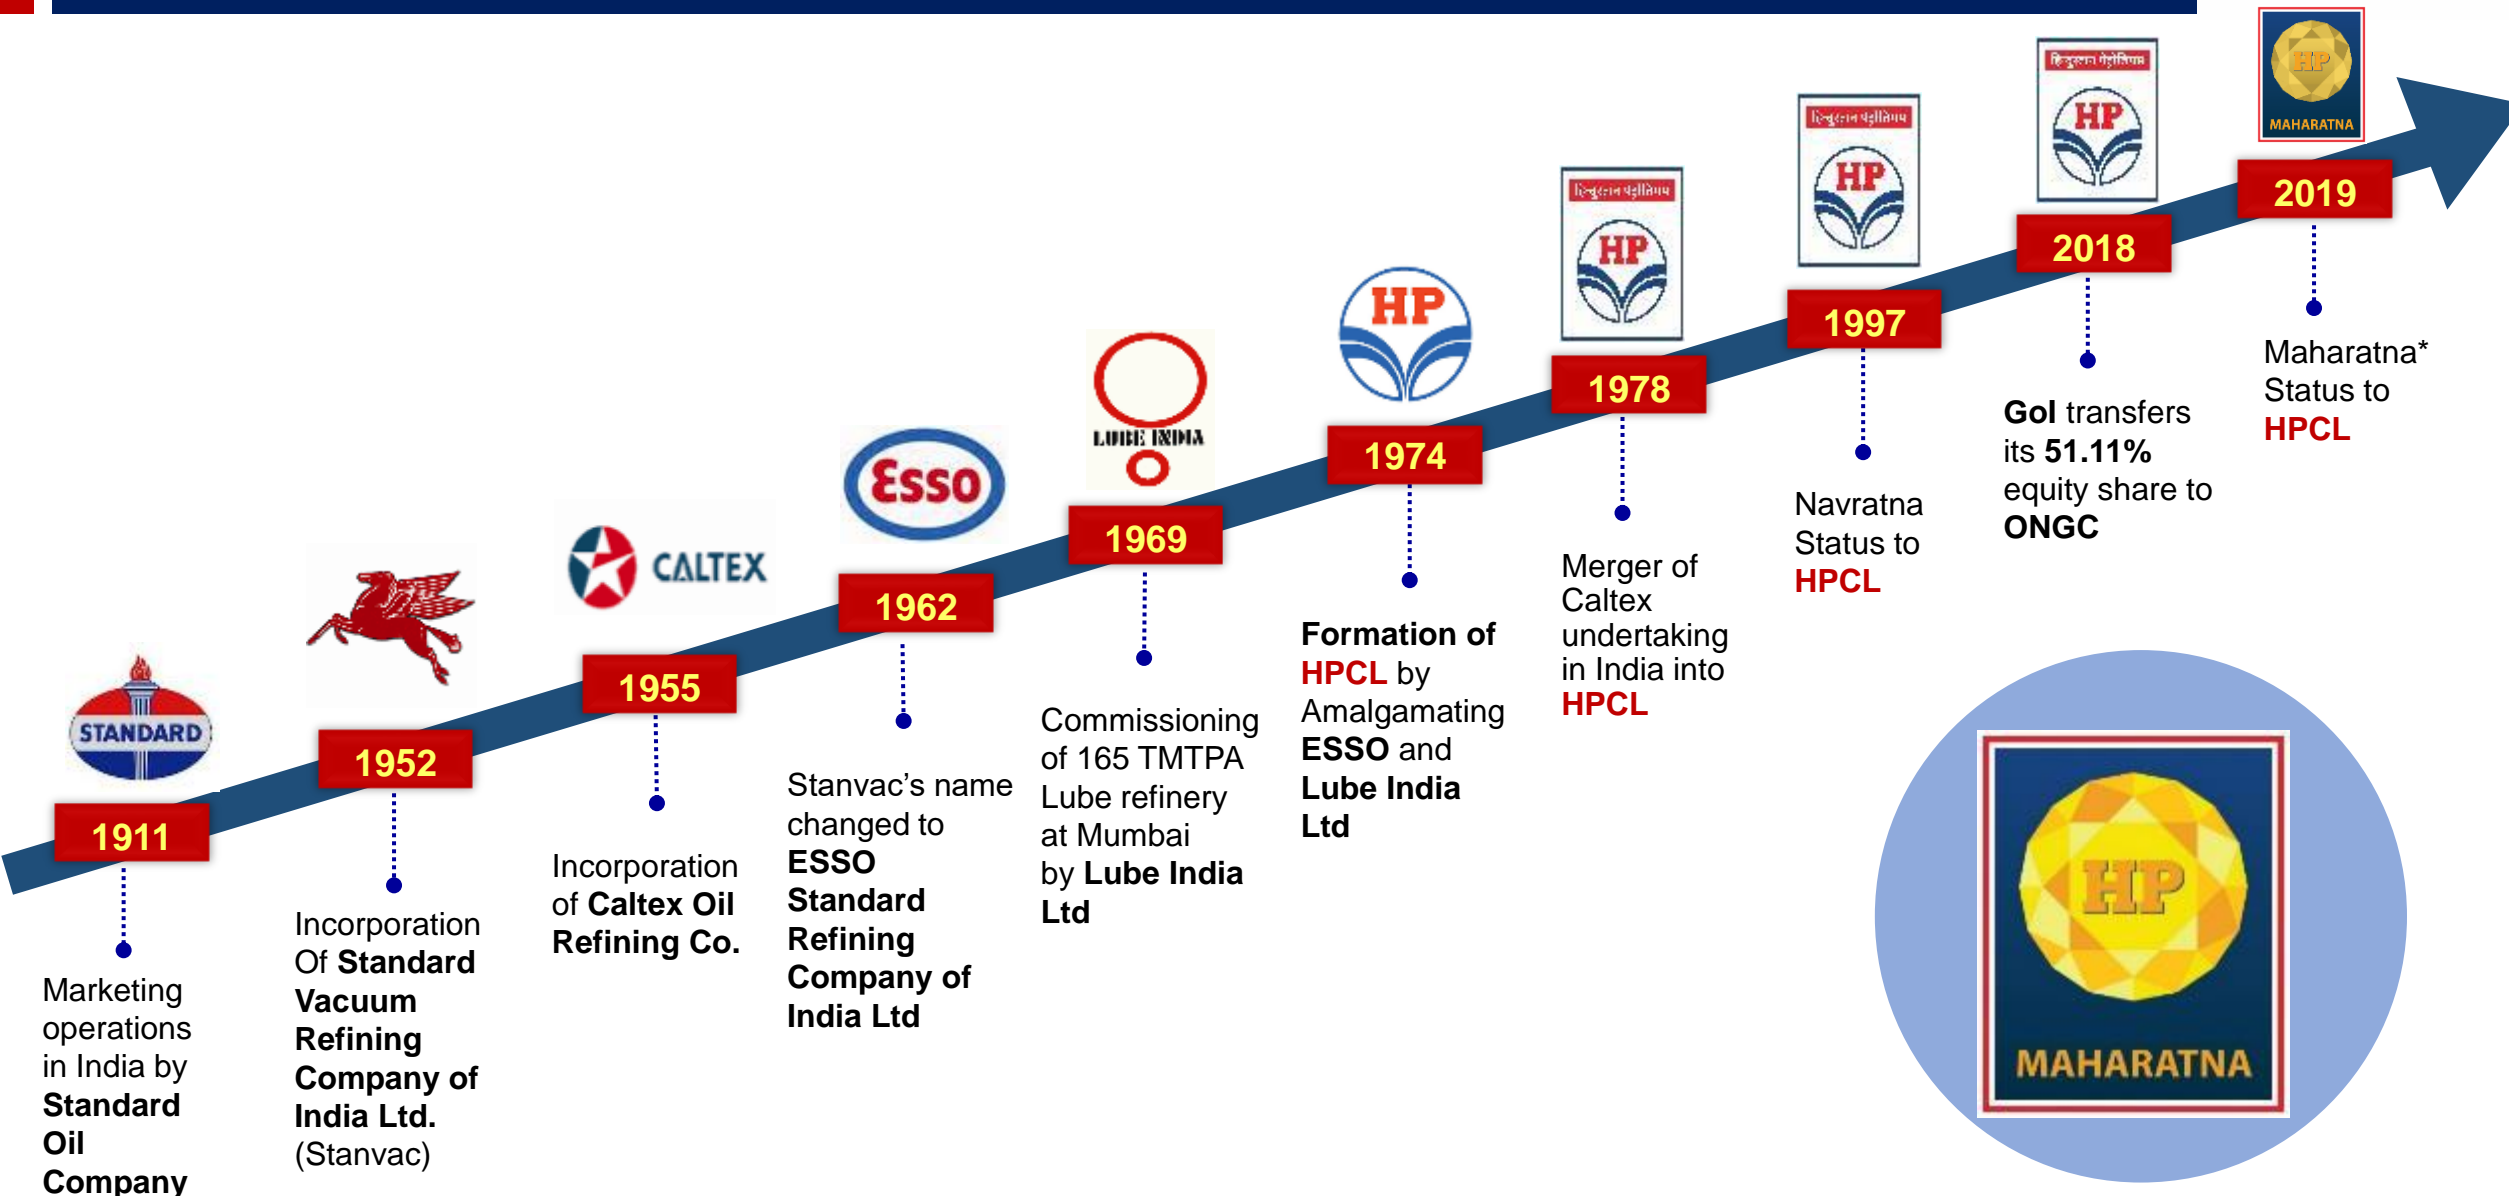 STANDARD
1911
Marketing
operations
in India by
Standard
Oil
Company
1952
Incorporation
Of Standard
Vacuum
Refining
Company of
India Ltd.
(Stanvac)
CALTEX
1955
Incorporation
of Caltex Oil
Refining Co.
Esso
1962
Stanvac’s name
changed to
ESSO
Standard
Refining
Company of
India Ltd
LUBE INDIA
1969
Commissioning
of 165 TMTPA
Lube refinery
at Mumbai
by Lube India
Ltd
HP
1974
Formation of
HPCL by
Amalgamating
ESSO and
Lube India
Ltd
हिन्दुस्तान पेट्रोलियम
HP
1978
Merger of
Caltex
undertaking
in India into
HPCL
हिन्दुस्तान पेट्रोलियम
HP
1997
Navratna
Status to
HPCL
हिन्दुस्तान पेट्रोलियम
HP
2018
GoI transfers
its 51.11%
equity share to
ONGC
HP
MAHARATNA
2019
Maharatna*
Status to
HPCL
HP
MAHARATNA